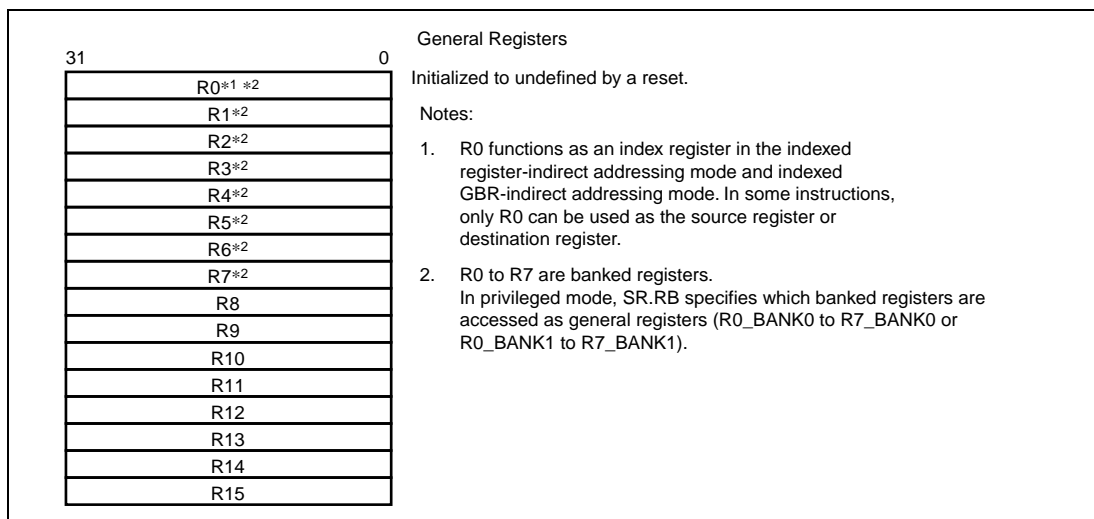 General Registers
31 0
Initialized to undefined by a reset.
R0*1 *2
R1*2
R2*2
R3*2
R4*2
R5*2
R6*2
R7*2
R8
R9
R10
R11
R12
R13
R14
R15
Notes:
1. R0 functions as an index register in the indexed
register-indirect addressing mode and indexed
GBR-indirect addressing mode. In some instructions,
only R0 can be used as the source register or
destination register.
2. R0 to R7 are banked registers.
In privileged mode, SR.RB specifies which banked registers are
accessed as general registers (R0_BANK0 to R7_BANK0 or
R0_BANK1 to R7_BANK1).